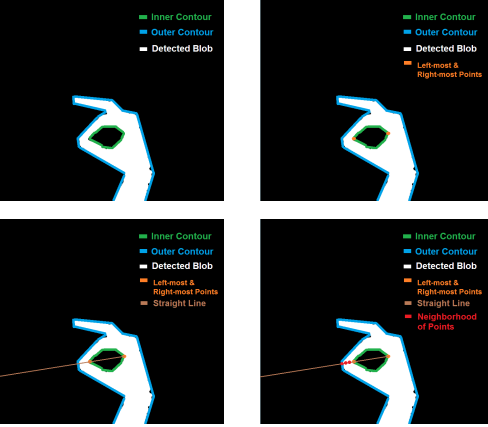 Inner Contour
Outer Contour
Detected Blob
Inner Contour
Outer Contour
Detected Blob
Left-most &
Right-most Points
Inner Contour
Outer Contour
Detected Blob
Left-most &
Right-most Points
Straight Line
Inner Contour
Outer Contour
Detected Blob
Left-most &
Right-most Points
Straight Line
Neighborhood
of Points